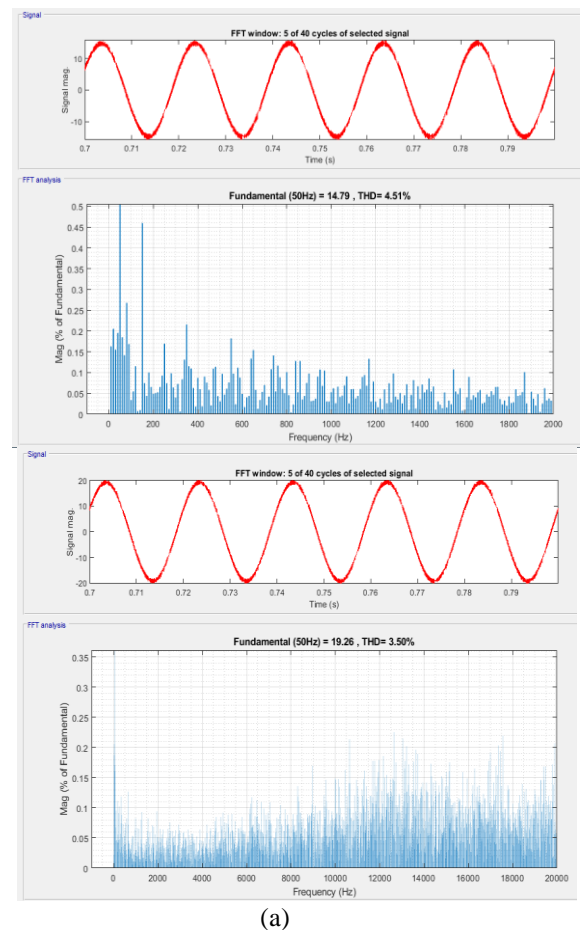 Signal
FFT window: 5 of 40 cycles of selected signal
Signal mag.
10
0
-10
0.7 0.71 0.72 0.73 0.74 0.75 0.76 0.77 0.78 0.79
Time (s)
FFT analysis
Fundamental (50Hz) = 14.79 , THD= 4.51%
Mag (% of Fundamental)
0.5
0.45
0.4
0.35
0.3
0.25
0.2
0.15
0.1
0.05
0
0 200 400 600 800 1000 1200 1400 1600 1800 2000
Frequency (Hz)
Signal
FFT window: 5 of 40 cycles of selected signal
Signal mag.
20
10
0
-10
-20
0.7 0.71 0.72 0.73 0.74 0.75 0.76 0.77 0.78 0.79
Time (s)
FFT analysis
Fundamental (50Hz) = 19.26 , THD= 3.50%
Mag (% of Fundamental)
0.35
0.3
0.25
0.2
0.15
0.1
0.05
0
0 2000 4000 6000 8000 10000 12000 14000 16000 18000 20000
Frequency (Hz)
(a)